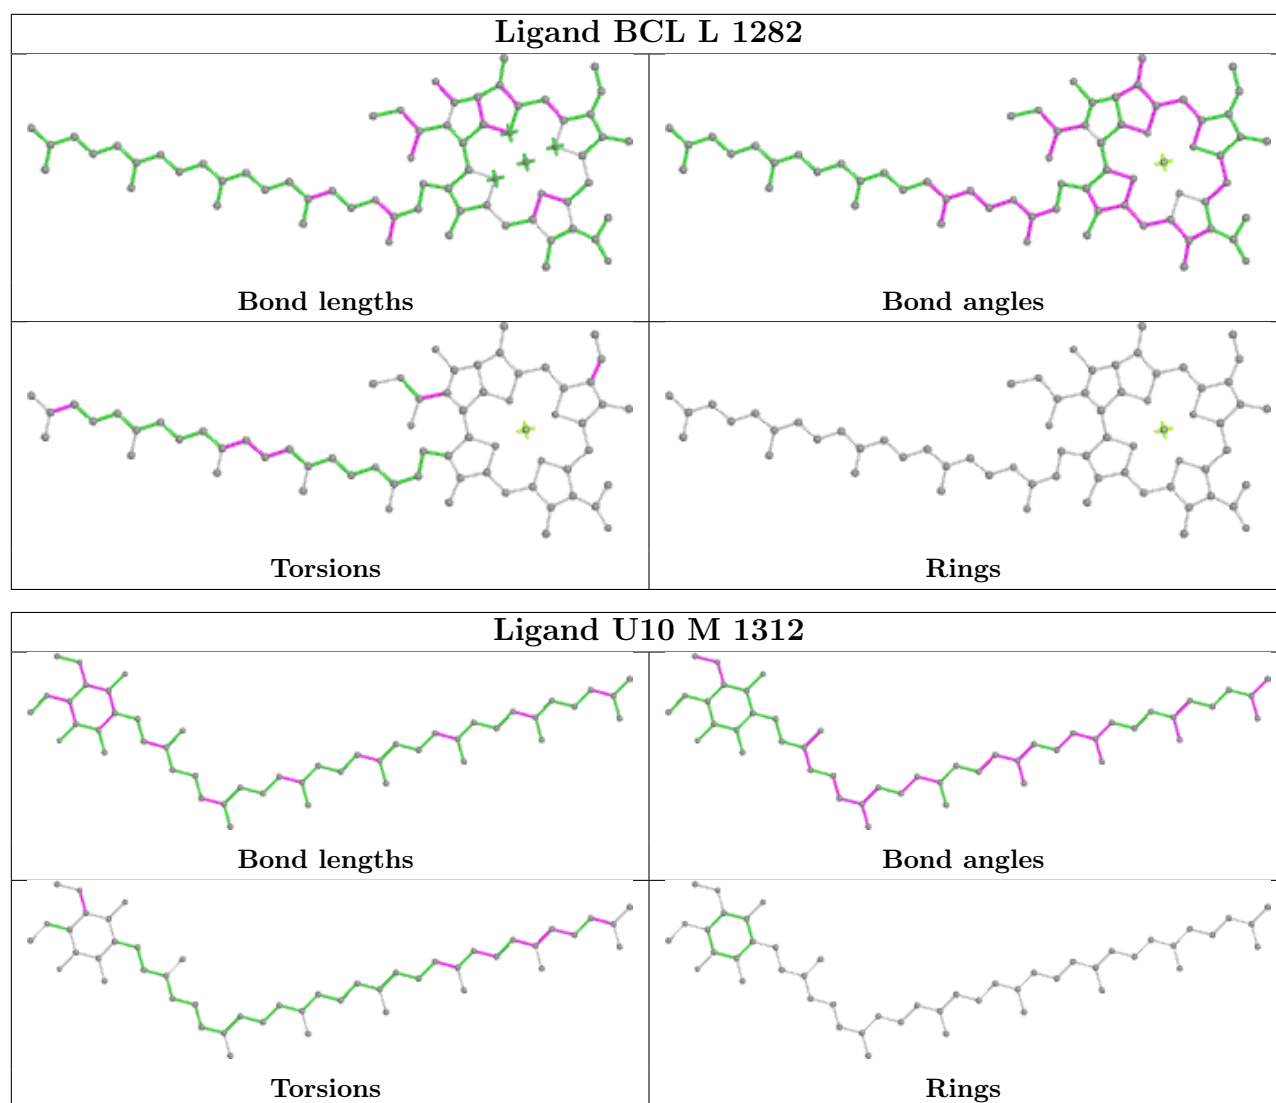 Ligand BCL L 1282
Bond lengths
Bond angles
Torsions
Rings
Ligand U10 M 1312
Bond lengths
Bond angles
Torsions
Rings